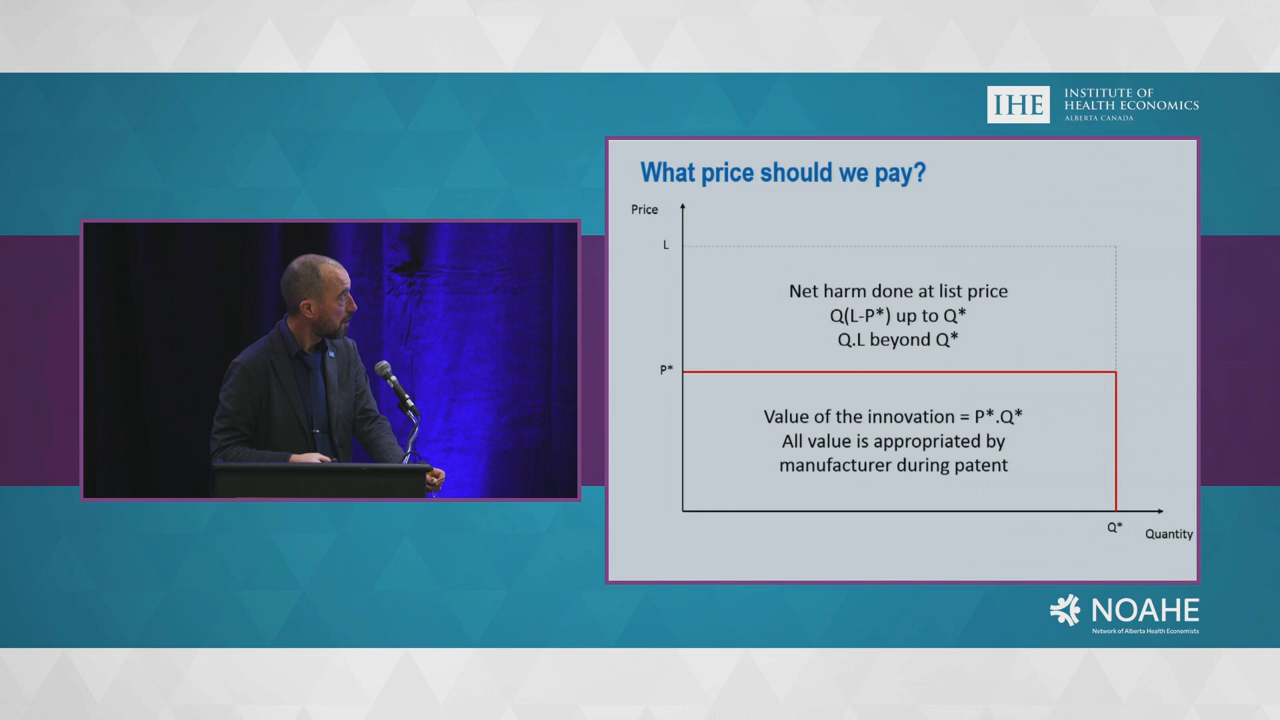 IHE
INSTITUTE OF
HEALTH ECONOMICS
ALBERTA CANADA
What price should we pay?
Price
L
Net harm done at list price
Q(L-P*) up to Q*
Q.L beyond Q*
P*
Value of the innovation = P*.Q*
All value is appropriated by
manufacturer during patent
Q*
Quantity
NOAHE
Network of Alberta Health Economists